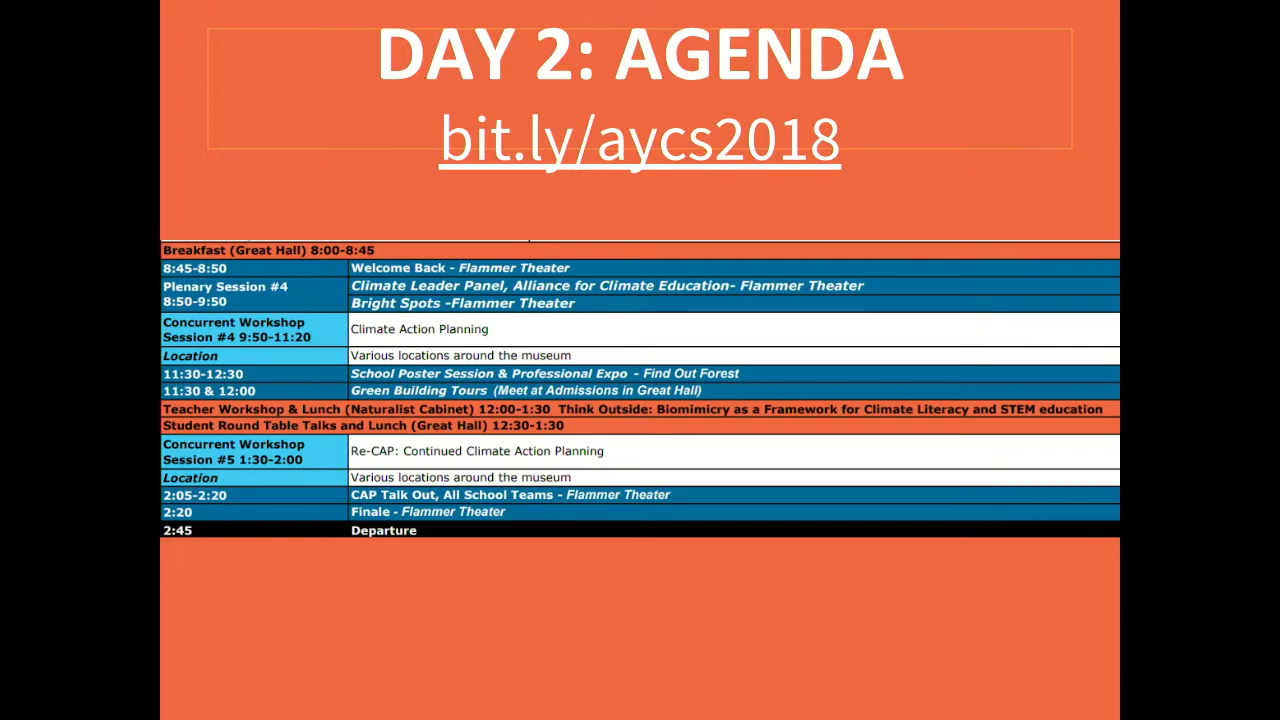 DAY 2: AGENDA
bit.ly/aycs2018
Breakfast (Great Hall) 8:00-8:45
8:45-8:50 Welcome Back - Flammer Theater
Plenary Session #4 Climate Leader Panel, Alliance for Climate Education- Flammer Theater
8:50-9:50 Bright Spots -Flammer Theater
Concurrent Workshop
Session #4 9:50-11:20 Climate Action Planning
Location Various locations around the museum
11:30-12:30 School Poster Session & Professional Expo - Find Out Forest
11:30 & 12:00 Green Building Tours (Meet at Admissions in Great Hall)
Teacher Workshop & Lunch (Naturalist Cabinet) 12:00-1:30 Think Outside: Biomimicry as a Framework for Climate Literacy and STEM education
Student Round Table Talks and Lunch (Great Hall) 12:30-1:30
Concurrent Workshop
Session #5 1:30-2:00 Re-CAP: Continued Climate Action Planning
Location Various locations around the museum
2:05-2:20 CAP Talk Out, All School Teams - Flammer Theater
2:20 Finale - Flammer Theater
2:45 Departure